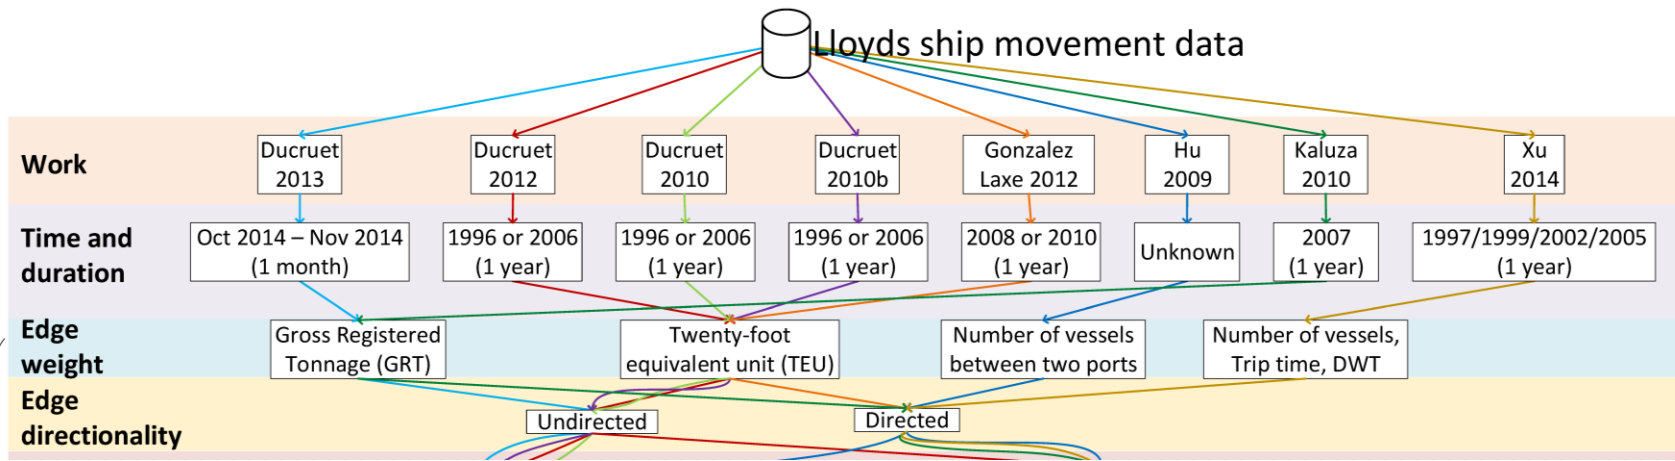 Lloyds ship movement data
Work
Ducruet
2013
Ducruet
2012
Ducruet
2010
Ducruet
2010b
Gonzalez
Laxe 2012
Hu
2009
Kaluza
2010
Xu
2014
Time and
duration
Oct 2014 – Nov 2014
(1 month)
1996 or 2006
(1 year)
1996 or 2006
(1 year)
1996 or 2006
(1 year)
2008 or 2010
(1 year)
Unknown
2007
(1 year)
1997/1999/2002/2005
(1 year)
Edge
weight
Gross Registered
Tonnage (GRT)
Twenty-foot
equivalent unit (TEU)
Number of vessels
between two ports
Number of vessels,
Trip time, DWT
Edge
directionality
Undirected
Directed